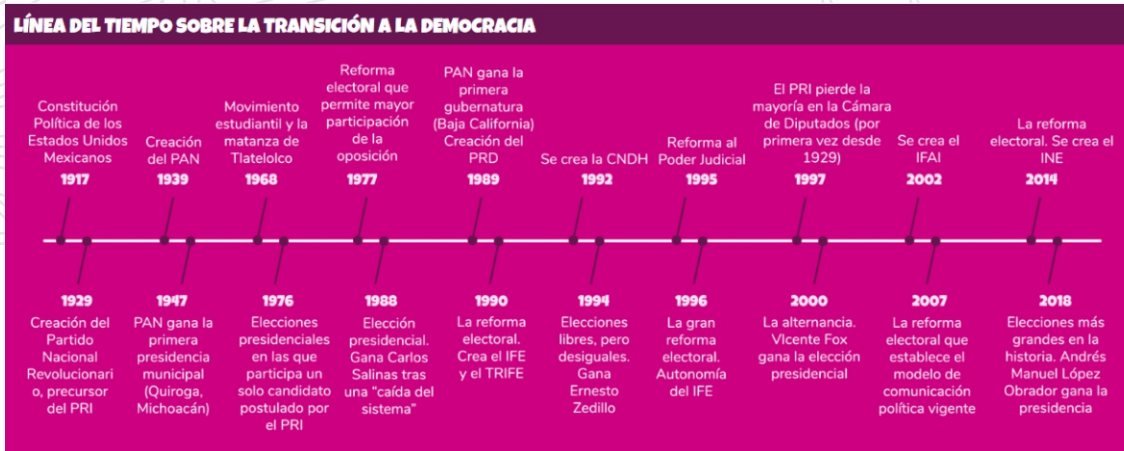 LÍNEA DEL TIEMPO SOBRE LA TRANSICIÓN A LA DEMOCRACIA
Constitución
Política de los
Estados Unidos
Mexicanos
1917
1929
Creación del
Partido
Nacional
Revolucionari
o, precursor
del PRI
Creación
del PAN
1939
1947
PAN gana la
primera
presidencia
municipal
(Quiroga,
Michoacán)
Movimiento
estudiantil y la
matanza de
Tlatelolco
1968
1976
Elecciones
presidenciales
en las que
participa un
solo candidato
postulado por
el PRI
Reforma
electoral que
permite mayor
participación
de la
oposición
1977
1988
Elección
presidencial.
Gana Carlos
Salinas tras
una "caída del
sistema"
PAN gana la
primera
gubernatura
(Baja California)
Creación del
PRD
1989
1990
La reforma
electoral.
Crea el IFE
y el TRIFE
Se crea la CNDH
1992
1994
Elecciones
libres, pero
desiguales.
Gana
Ernesto
Zedillo
Reforma al
Poder Judicial
1995
1996
La gran
reforma
electoral.
Autonomía
del IFE
El PRI pierde la
mayoría en la Cámara
de Diputados (por
primera vez desde
1929)
1997
2000
La alternancia.
VIcente Fox
gana la elección
presidencial
Se crea el
IFAI
2002
2007
La reforma
electoral que
establece el
modelo de
comunicación
política vigente
La reforma
electoral. Se crea el
INE
2014
2018
Elecciones más
grandes en la
historia. Andrés
Manuel López
Obrador gana la
presidencia